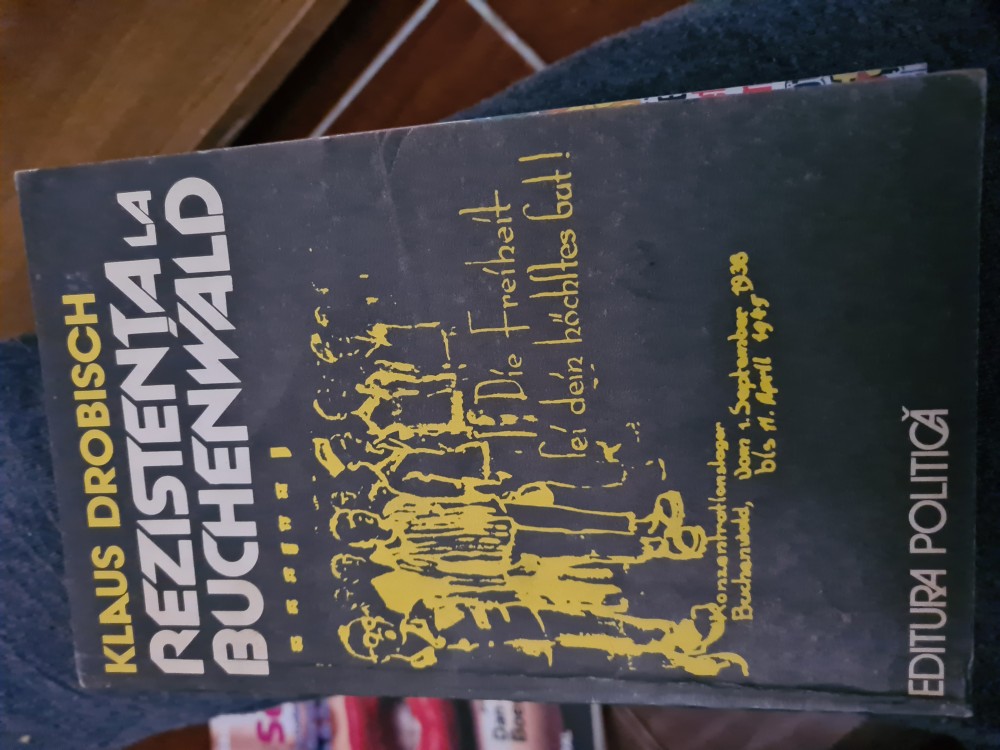 KLAUS DROBISCH
REZISTENȚA LA
BUCHENWALD
Die Freiheit
sei dein höchstes Gut!
Konzentrationslager
Buchenwald, vom 1. September 1938
bis 11. April 1945
EDITURA POLITICĂ